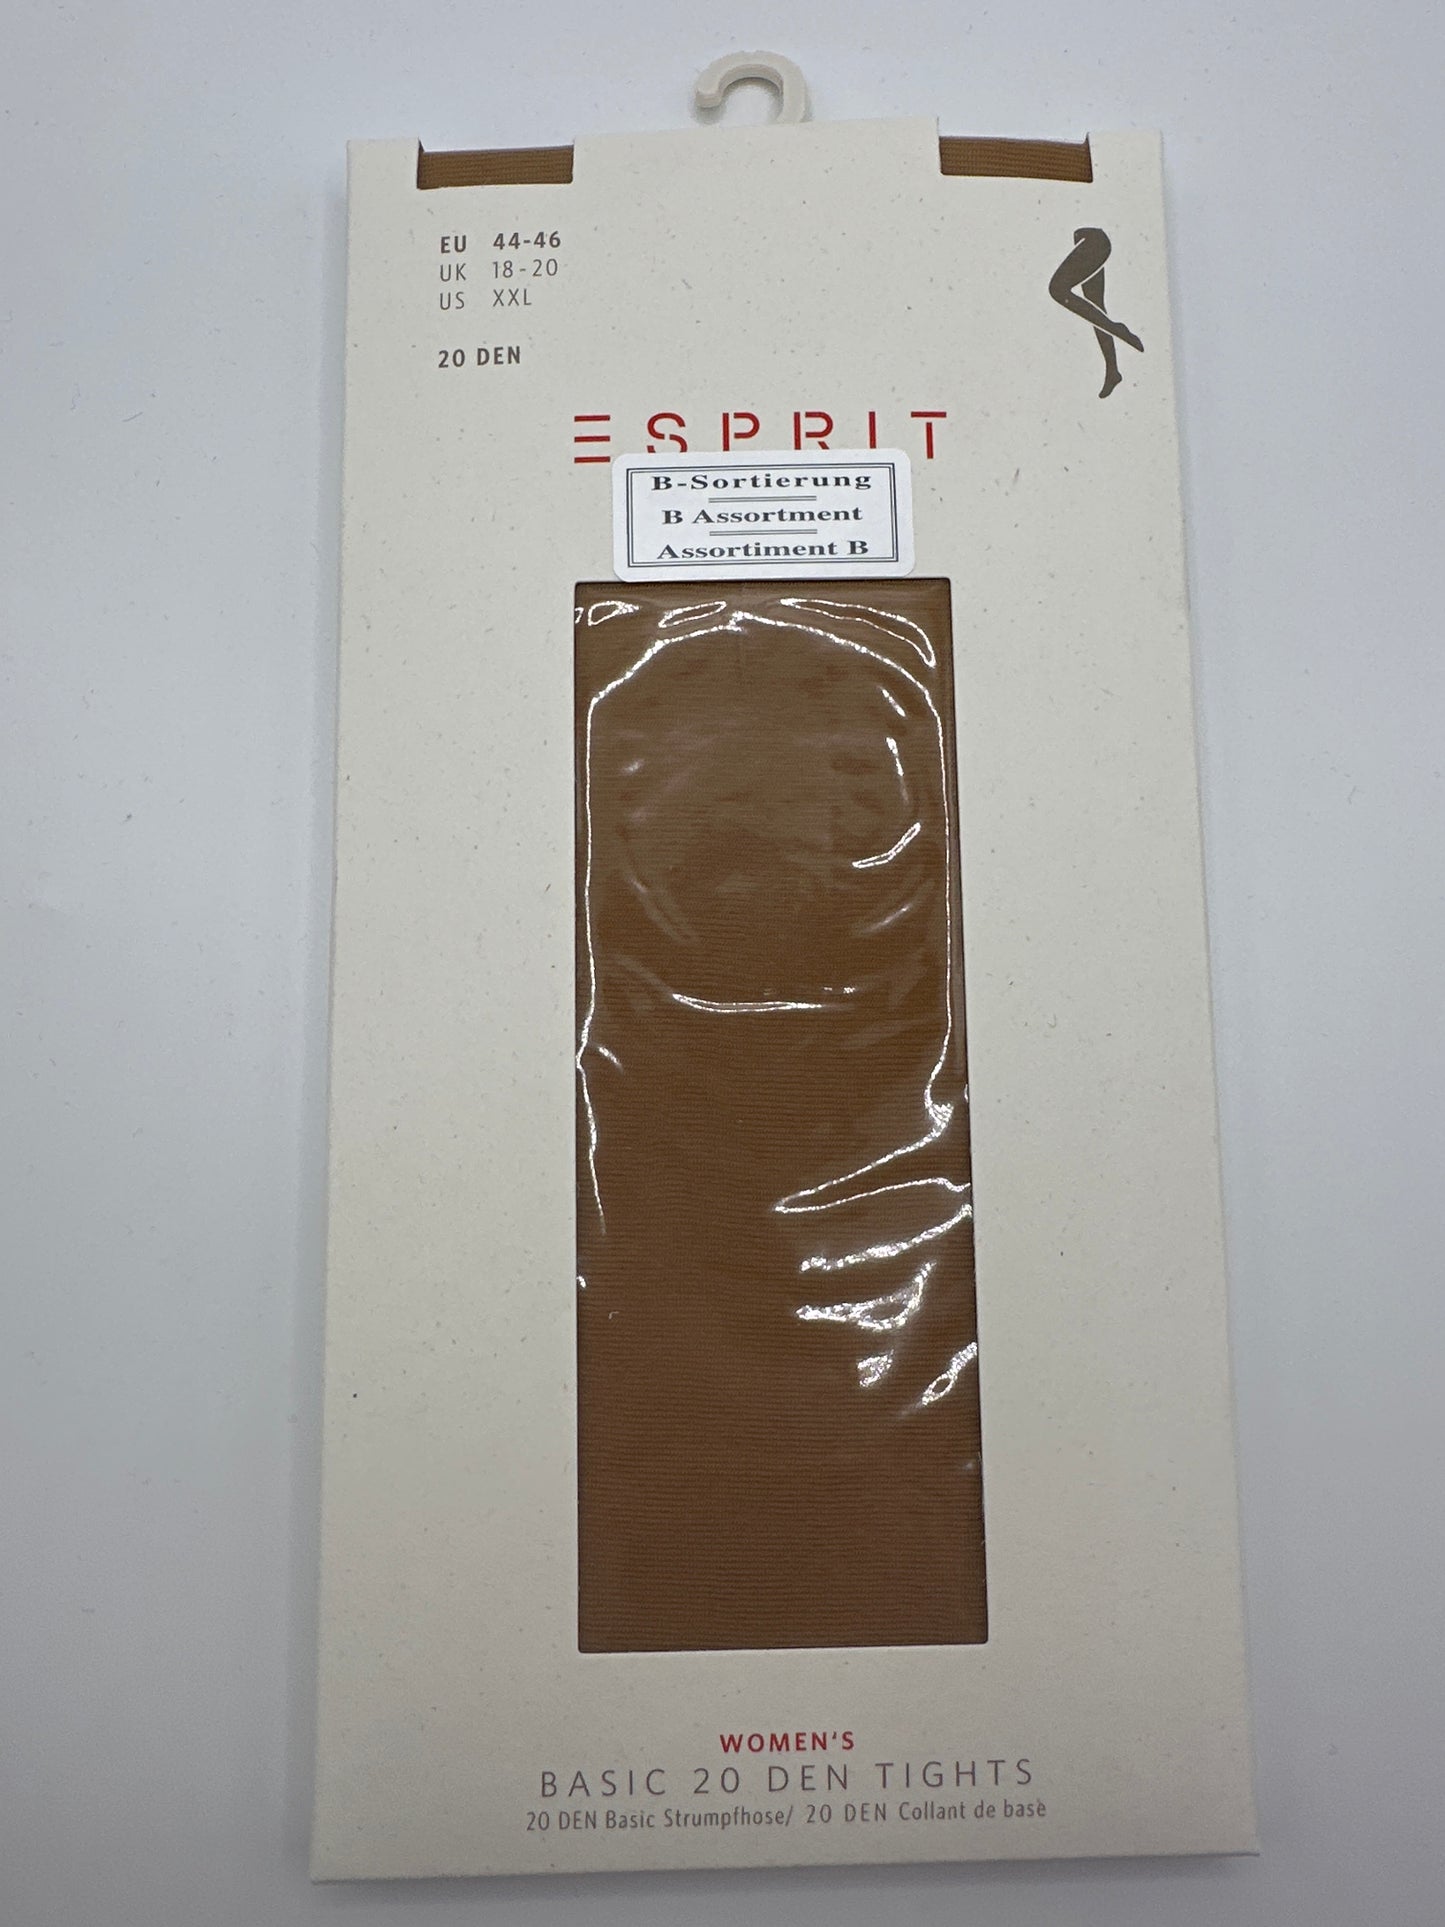 EU 44-46
UK 18-20
US XXL
20 DEN
ESPRIT
B-Sortierung
B Assortment
Assortiment B
WOMEN'S
BASIC 20 DEN TIGHTS
20 DEN Basic Strumpfhose/ 20 DEN Collant de base